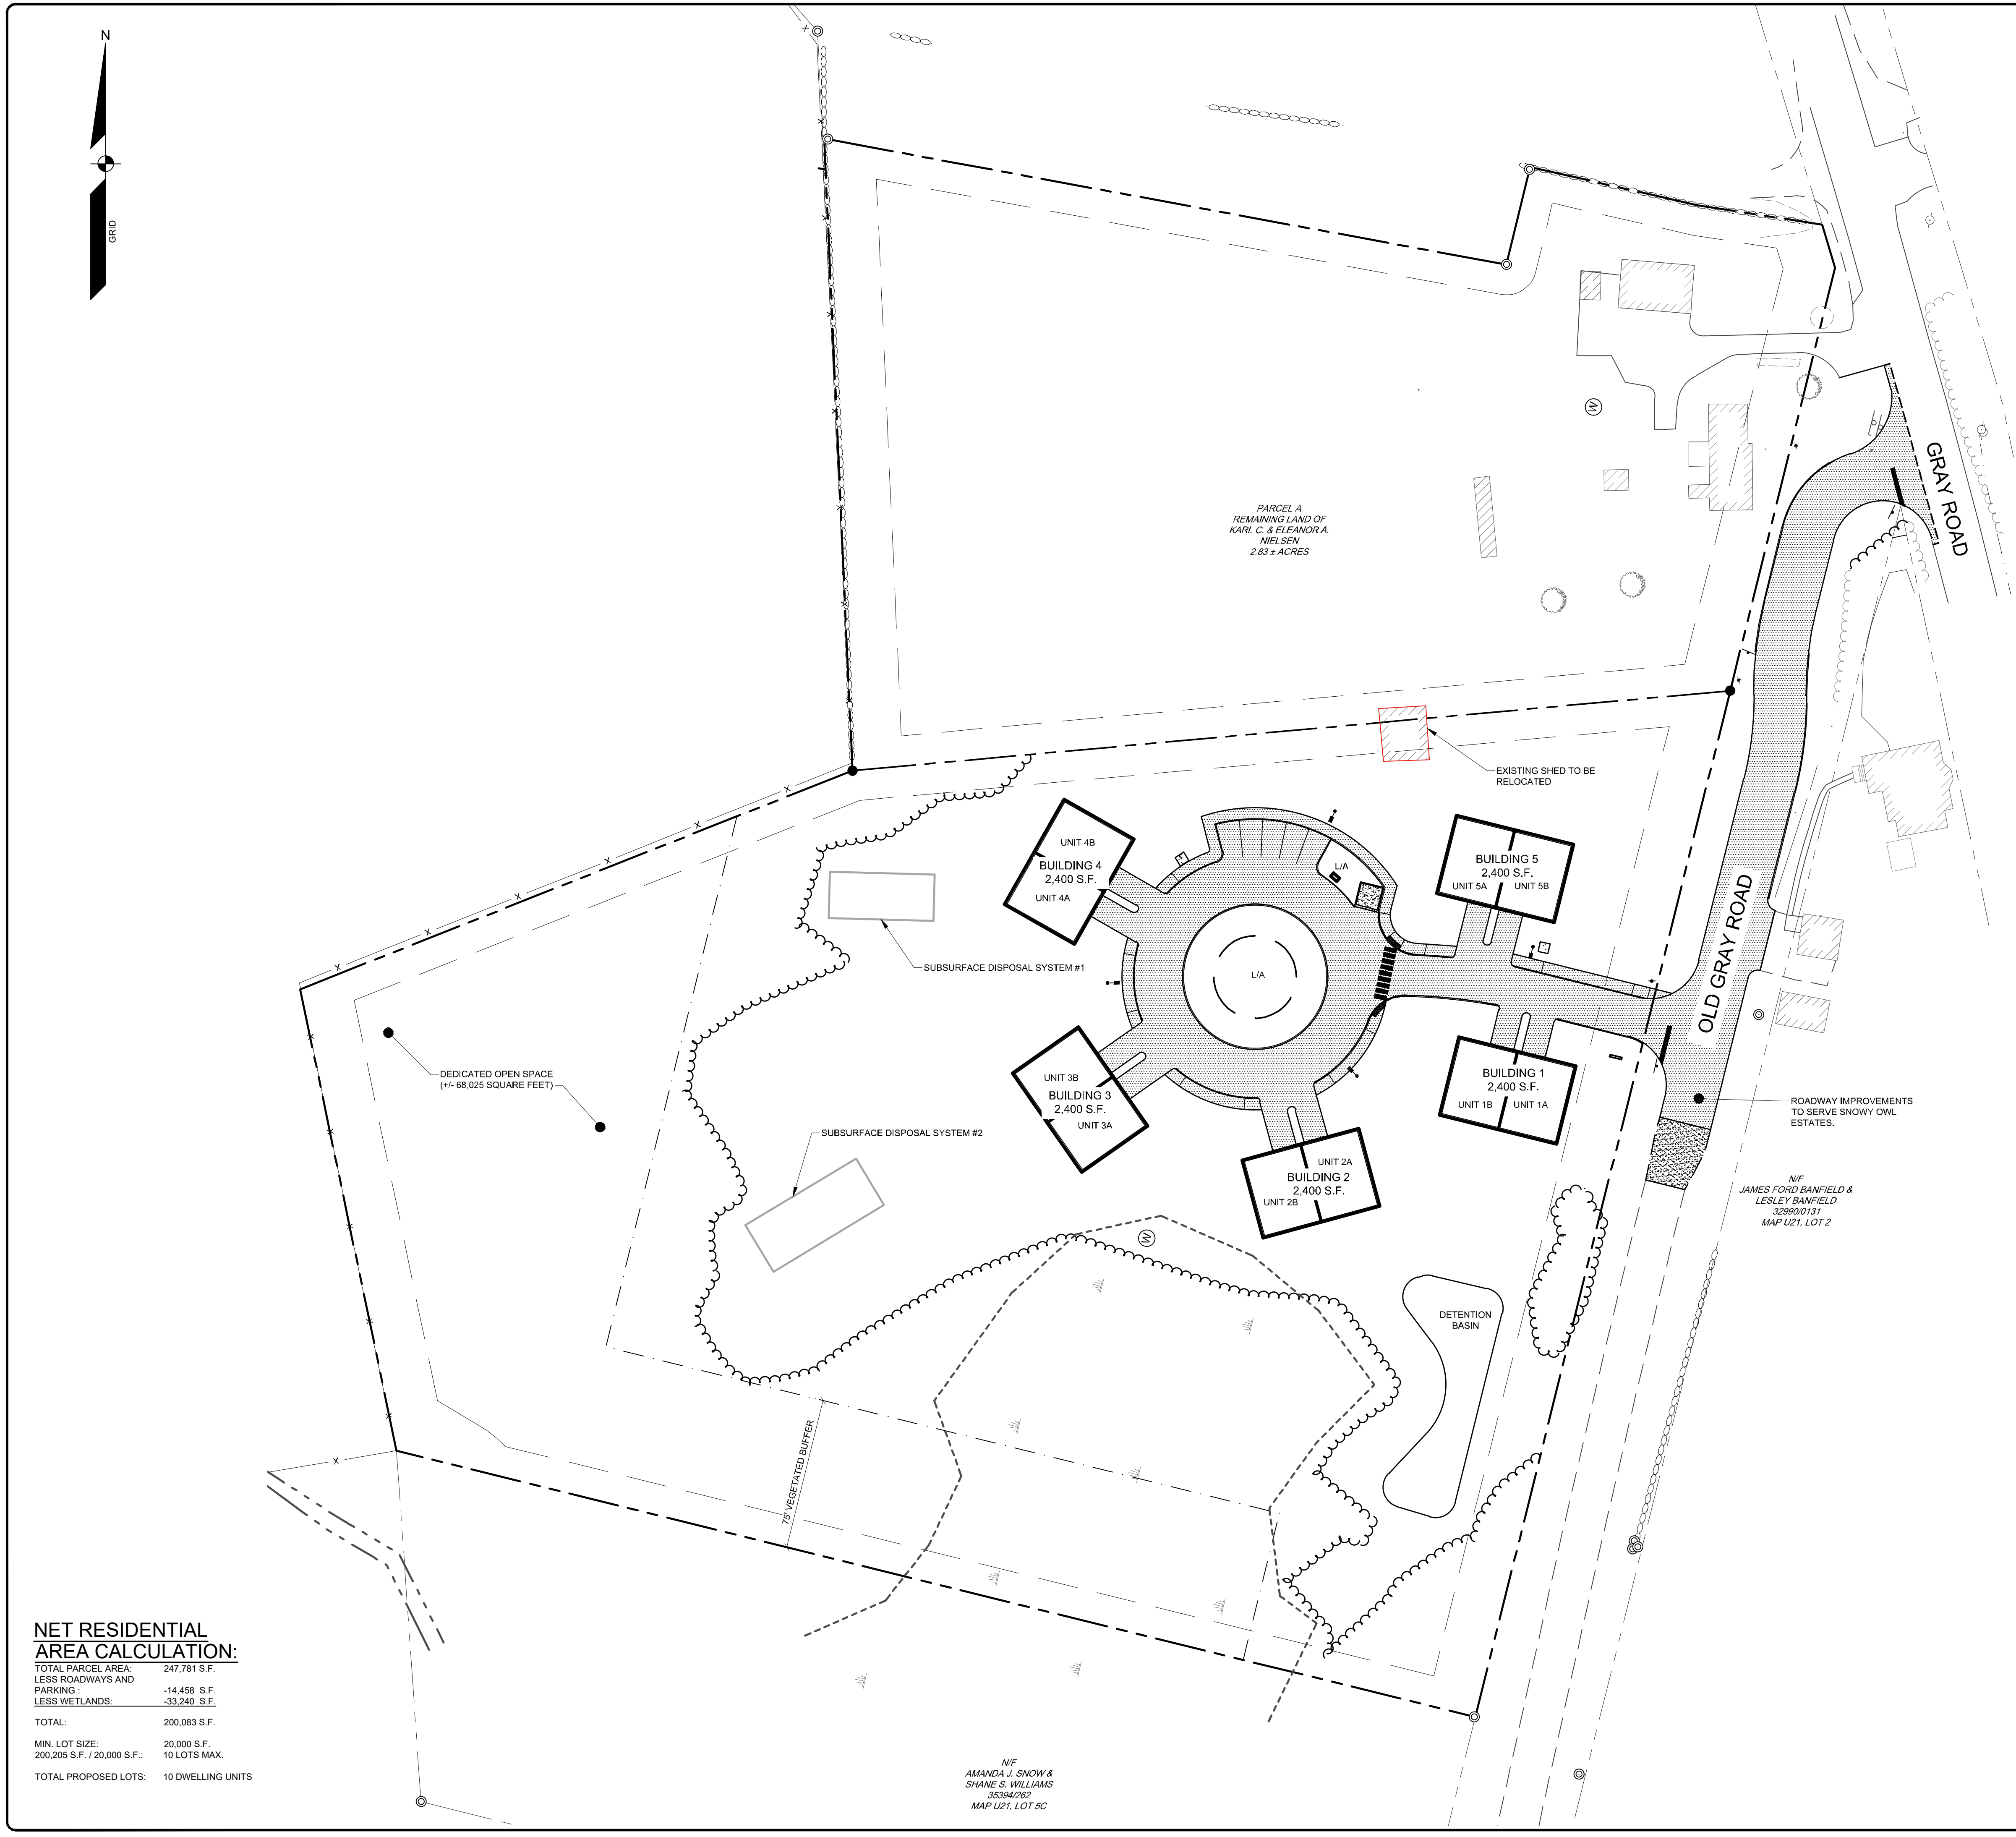 N
GRID
PARCEL A
REMAINING LAND OF
KARL C. & ELEANOR A.
NIELSEN
2.83 ± ACRES
GRAY ROAD
W
EXISTING SHED TO BE
RELOCATED
UNIT 4B
BUILDING 4
2,400 S.F.
UNIT 4A
L/A
BUILDING 5
2,400 S.F.
UNIT 5A UNIT 5B
OLD GRAY ROAD
SUBSURFACE DISPOSAL SYSTEM #1
L/A
DEDICATED OPEN SPACE
(+/- 68,025 SQUARE FEET)
UNIT 3B
BUILDING 3
2,400 S.F.
UNIT 3A
BUILDING 1
2,400 S.F.
UNIT 1B UNIT 1A
ROADWAY IMPROVEMENTS
TO SERVE SNOWY OWL
ESTATES.
SUBSURFACE DISPOSAL SYSTEM #2
UNIT 2A
BUILDING 2
2,400 S.F.
UNIT 2B
N/F
JAMES FORD BANFIELD &
LESLEY BANFIELD
32990/0131
MAP U21, LOT 2
W
DETENTION
BASIN
75' VEGETATED BUFFER
NET RESIDENTIAL
AREA CALCULATION:
TOTAL PARCEL AREA: 247,781 S.F.
LESS ROADWAYS AND
PARKING : -14,458 S.F.
LESS WETLANDS: -33,240 S.F.
TOTAL: 200,083 S.F.
MIN. LOT SIZE: 20,000 S.F.
200,205 S.F. / 20,000 S.F.: 10 LOTS MAX.
TOTAL PROPOSED LOTS: 10 DWELLING UNITS
N/F
AMANDA J. SNOW &
SHANE S. WILLIAMS
35394/262
MAP U21, LOT 5C